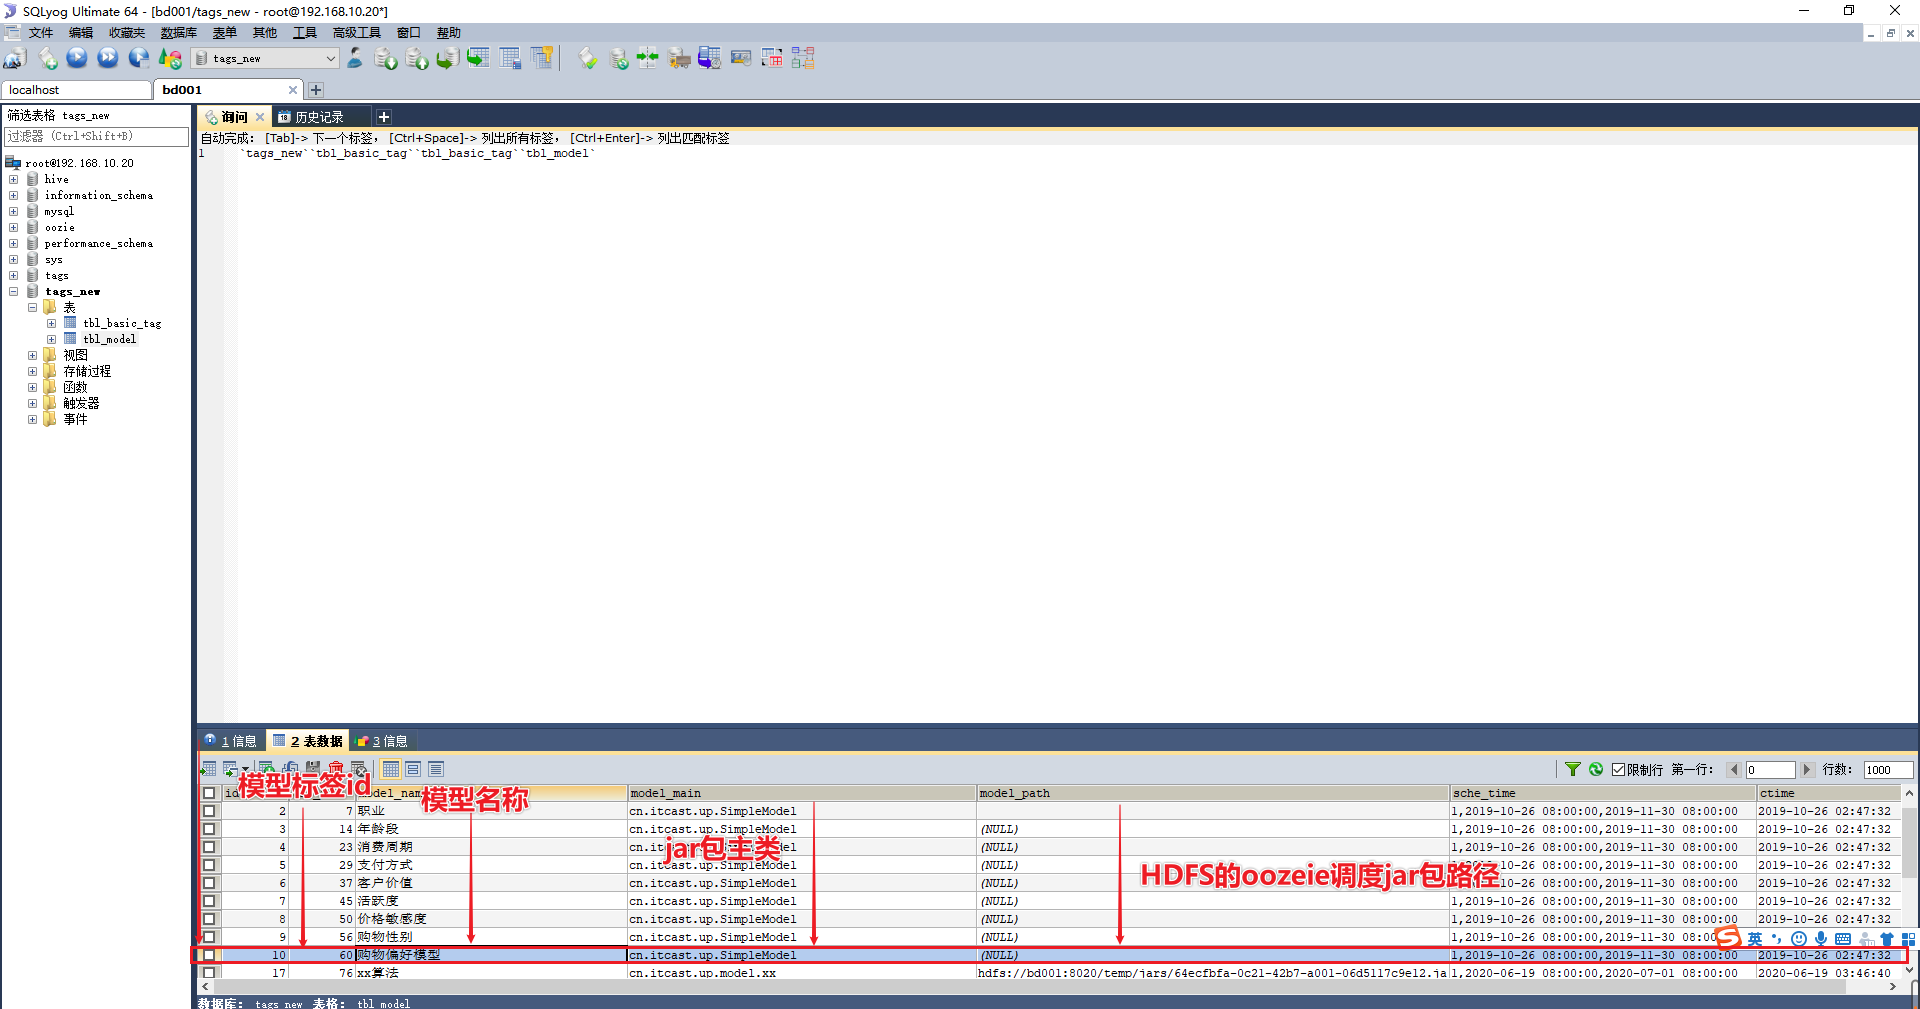 SQLyog Ultimate 64 - [bd001/tags_new - root@192.168.10.20*]
文件 编辑 收藏夹 数据库 表单 其他 工具 高级工具 窗口 帮助
tags_new
localhost bd001
筛选表格 tags_new
过滤器 (Ctrl+Shift+B)
root@192.168.10.20
hive
information_schema
mysql
oozie
performance_schema
sys
tags
tags_new
表
tbl_basic_tag
tbl_model
视图
存储过程
函数
触发器
事件
询问 历史记录
自动完成: [Tab]-> 下一个标签, [Ctrl+Space]-> 列出所有标签, [Ctrl+Enter]-> 列出匹配标签
1 `tags_new``tbl_basic_tag``tbl_basic_tag``tbl_model`
1 信息 2 表数据 3 信息
限制行 第一行: 0 行数: 1000
模型标签id
模型名称
jar包主类
HDFS的oozeie调度jar包路径
id model_main model_path sche_time ctime
2 7 职业 cn.itcast.up.SimpleModel 1,2019-10-26 08:00:00,2019-11-30 08:00:00 2019-10-26 02:47:32
3 14 年龄段 cn.itcast.up.SimpleModel (NULL) 1,2019-10-26 08:00:00,2019-11-30 08:00:00 2019-10-26 02:47:32
4 23 消费周期 cn.itcast.up.SimpleModel (NULL) 1,2019-10-26 08:00:00,2019-11-30 08:00:00 2019-10-26 02:47:32
5 29 支付方式 cn.itcast.up.SimpleModel (NULL) 1,2019-10-26 08:00:00,2019-11-30 08:00:00 2019-10-26 02:47:32
6 37 客户价值 cn.itcast.up.SimpleModel (NULL) 08:00:00,2019-11-30 08:00:00 2019-10-26 02:47:32
7 45 活跃度 cn.itcast.up.SimpleModel (NULL) 1,2019-10-26 08:00:00,2019-11-30 08:00:00 2019-10-26 02:47:32
8 50 价格敏感度 cn.itcast.up.SimpleModel (NULL) 1,2019-10-26 08:00:00,2019-11-30 08:00:00 2019-10-26 02:47:32
9 56 购物性别 cn.itcast.up.SimpleModel (NULL) 1,2019-10-26 08:00:00,2019-11-30 08:00:00
英
10 60 购物偏好模型 cn.itcast.up.SimpleModel (NULL) 1,2019-10-26 08:00:00,2019-11-30 08:00:00 2019-10-26 02:47:32
17 76 xx算法 cn.itcast.up.model.xx hdfs://bd001:8020/temp/jars/64ecfbfa-0c21-42b7-a001-06d5117c9e12.ja 1,2020-06-19 08:00:00,2020-07-01 08:00:00 2020-06-19 03:46:40
数据库: tags_new 表格: tbl_model